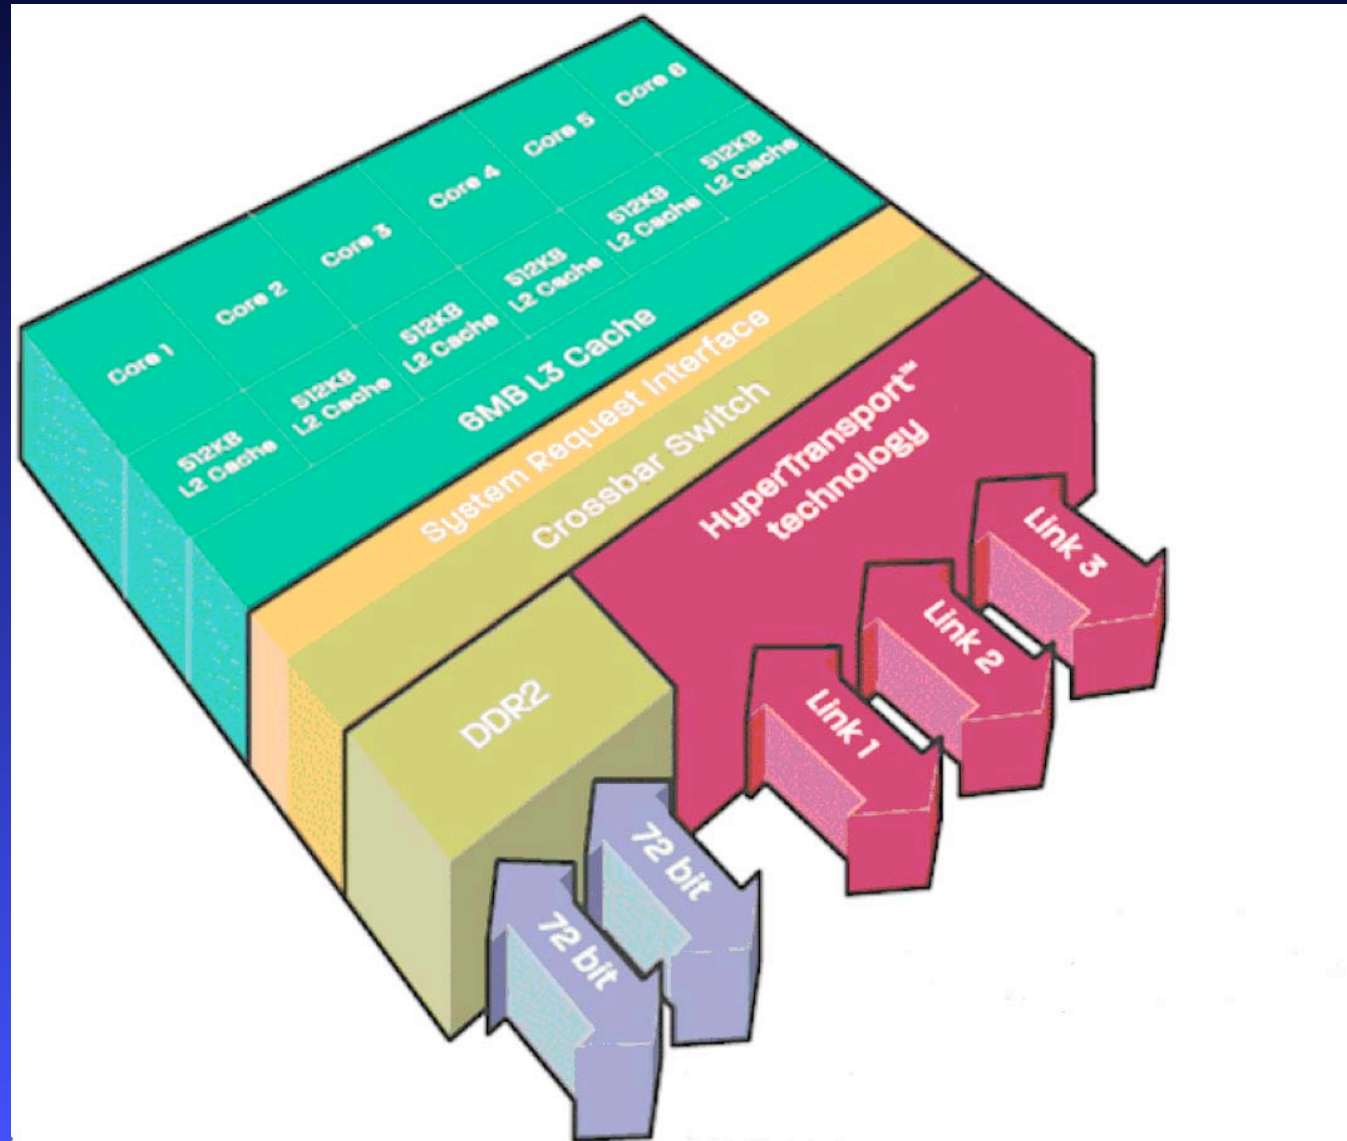 Core 1
Core 2
Core 3
Core 4
Core 5
Core 6
512KB
L2 Cache
512KB
L2 Cache
512KB
L2 Cache
512KB
L2 Cache
512KB
L2 Cache
512KB
L2 Cache
6MB L3 Cache
System Request Interface
Crossbar Switch
HyperTransport™
technology
DDR2
Link 1
Link 2
Link 3
72 bit
72 bit